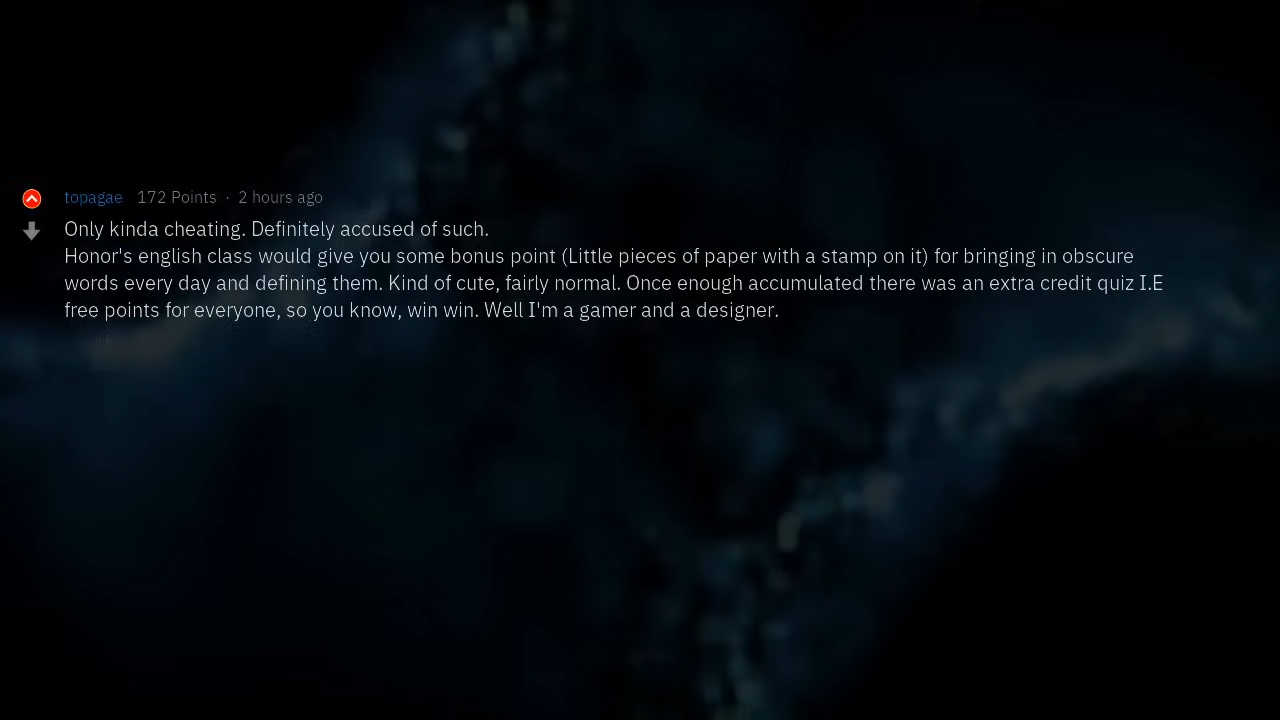 topagae 172 Points · 2 hours ago
Only kinda cheating. Definitely accused of such.
Honor's english class would give you some bonus point (Little pieces of paper with a stamp on it) for bringing in obscure
words every day and defining them. Kind of cute, fairly normal. Once enough accumulated there was an extra credit quiz I.E
free points for everyone, so you know, win win. Well I'm a gamer and a designer.